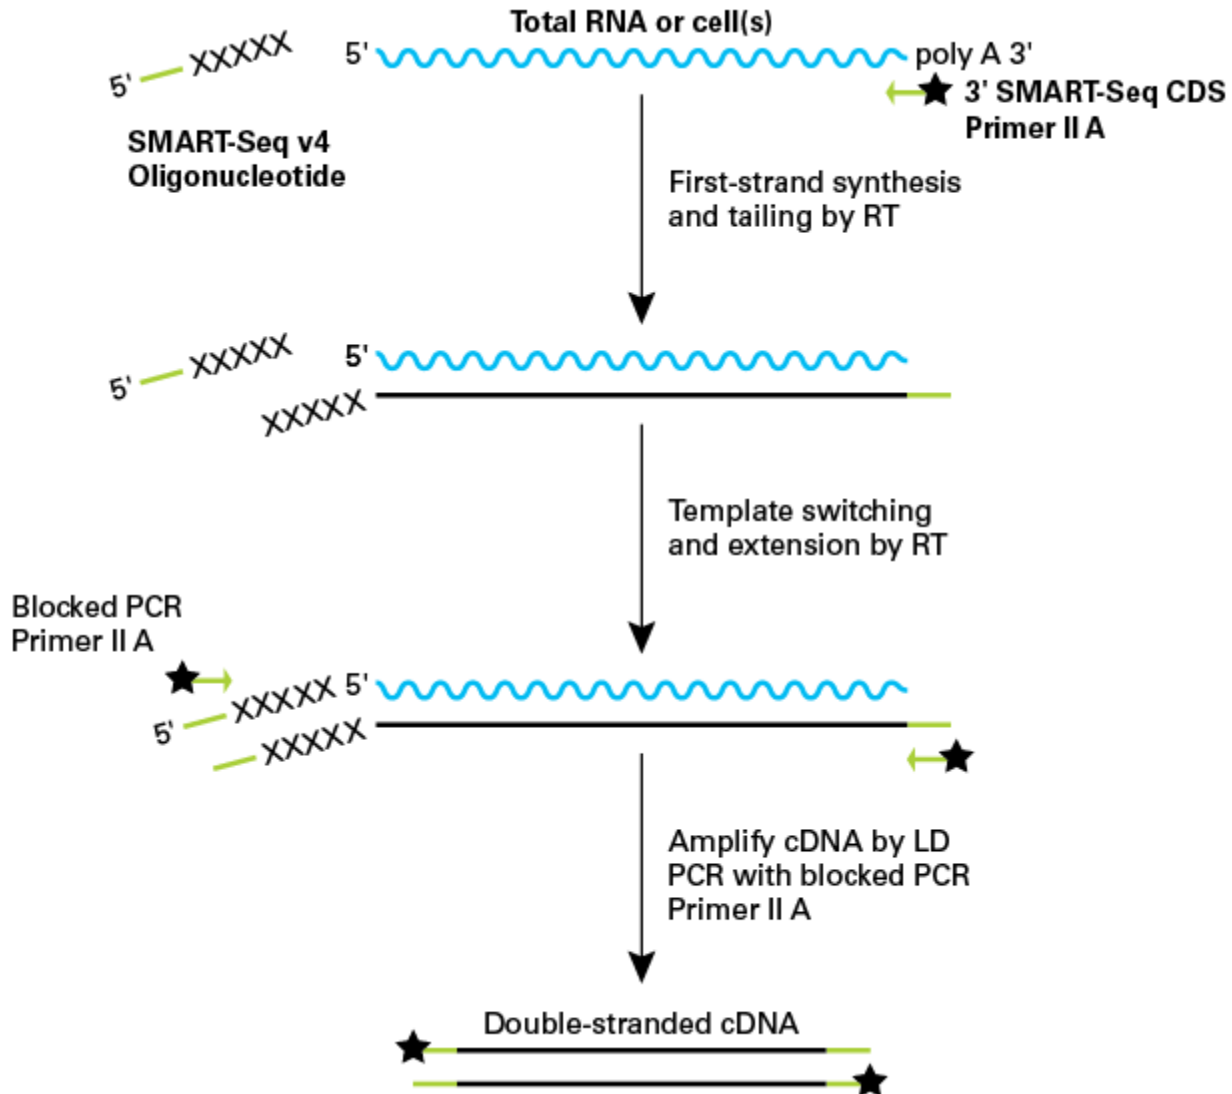 Total RNA or cell(s)
5' XXXXX
5'
poly A 3'
3' SMART-Seq CDS
Primer II A
SMART-Seq v4
Oligonucleotide
First-strand synthesis
and tailing by RT
5' XXXXX
5'
XXXXX
Template switching
and extension by RT
Blocked PCR
Primer II A
5' XXXXX 5'
XXXXX
Amplify cDNA by LD
PCR with blocked PCR
Primer II A
Double-stranded cDNA